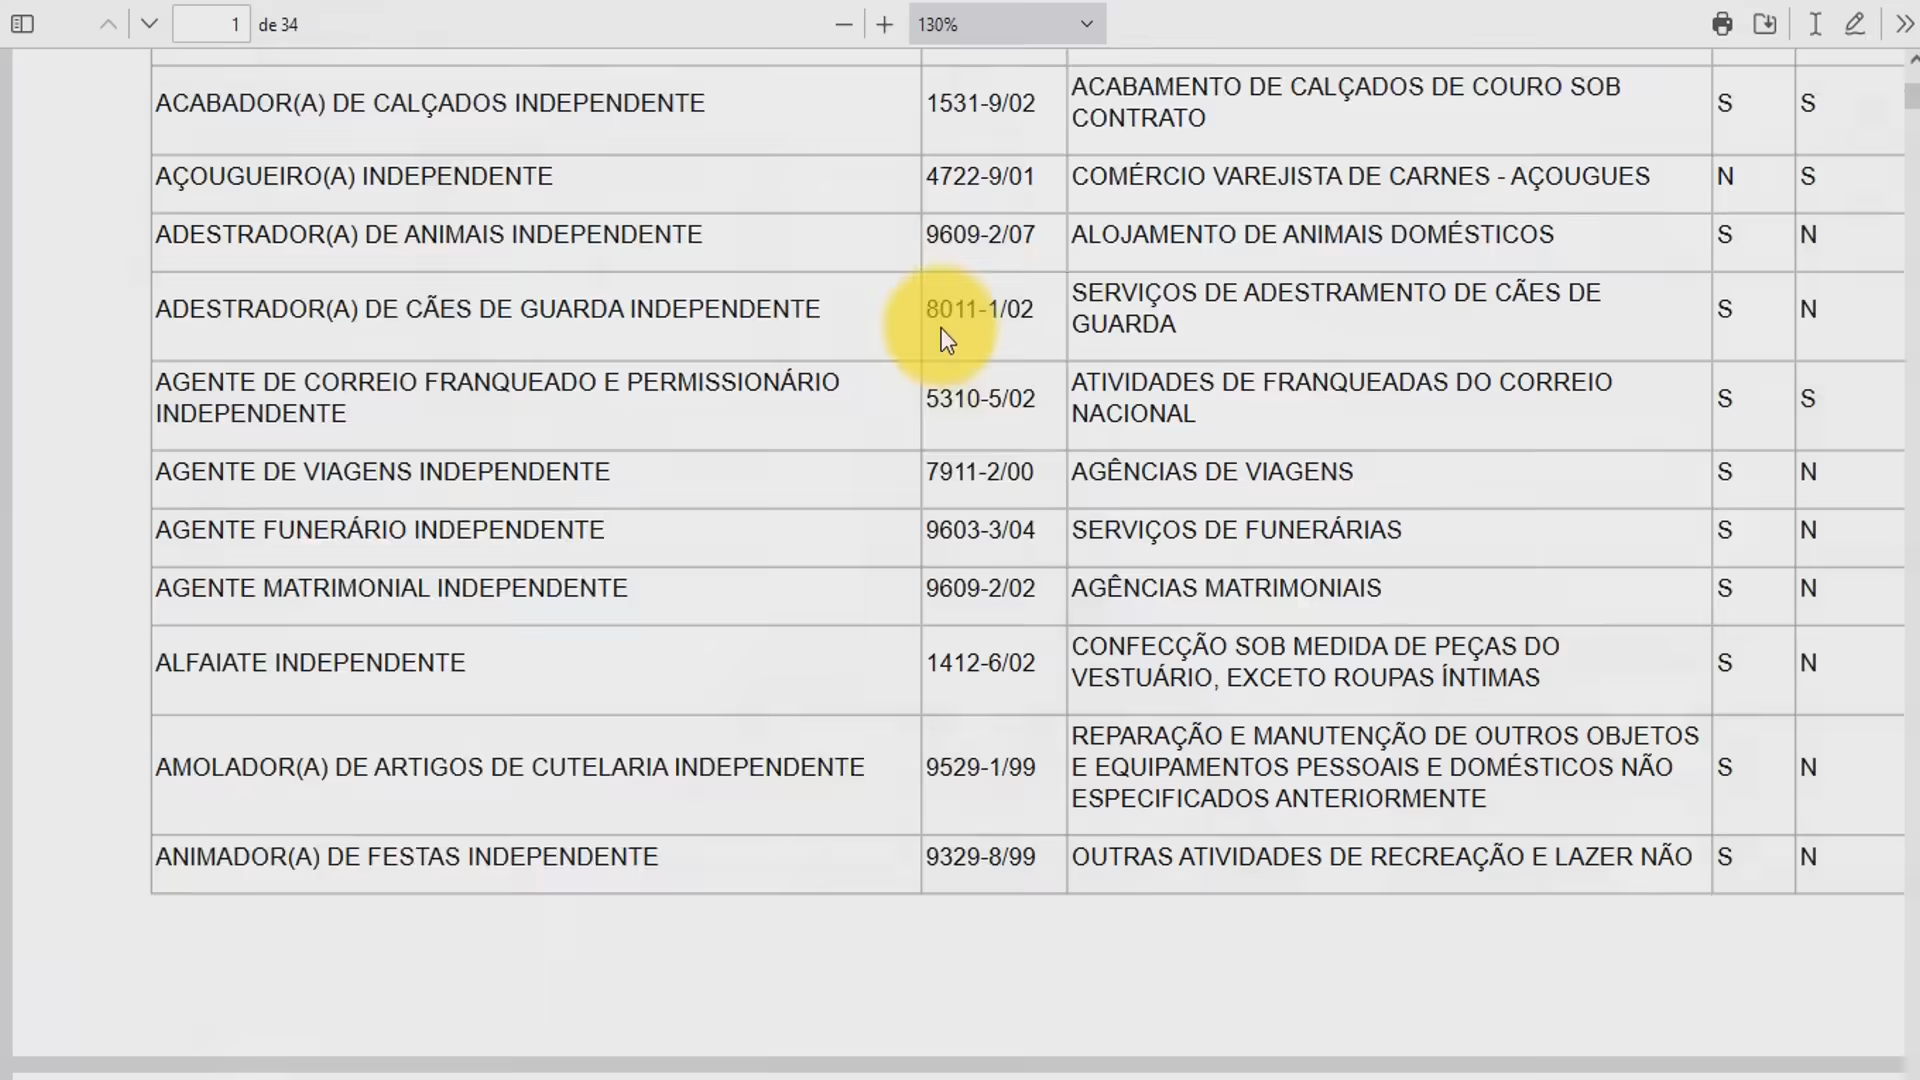 1 de 34 130%
ACABADOR(A) DE CALÇADOS INDEPENDENTE 1531-9/02 ACABAMENTO DE CALÇADOS DE COURO SOB S S
CONTRATO
AÇOUGUEIRO(A) INDEPENDENTE 4722-9/01 COMÉRCIO VAREJISTA DE CARNES - AÇOUGUES N S
ADESTRADOR(A) DE ANIMAIS INDEPENDENTE 9609-2/07 ALOJAMENTO DE ANIMAIS DOMÉSTICOS S N
ADESTRADOR(A) DE CÃES DE GUARDA INDEPENDENTE 8011-1/02 SERVIÇOS DE ADESTRAMENTO DE CÃES DE S N
GUARDA
AGENTE DE CORREIO FRANQUEADO E PERMISSIONÁRIO
INDEPENDENTE 5310-5/02 ATIVIDADES DE FRANQUEADAS DO CORREIO S S
NACIONAL
AGENTE DE VIAGENS INDEPENDENTE 7911-2/00 AGÊNCIAS DE VIAGENS S N
AGENTE FUNERÁRIO INDEPENDENTE 9603-3/04 SERVIÇOS DE FUNERÁRIAS S N
AGENTE MATRIMONIAL INDEPENDENTE 9609-2/02 AGÊNCIAS MATRIMONIAIS S N
ALFAIATE INDEPENDENTE 1412-6/02 CONFECÇÃO SOB MEDIDA DE PEÇAS DO S N
VESTUÁRIO, EXCETO ROUPAS ÍNTIMAS
AMOLADOR(A) DE ARTIGOS DE CUTELARIA INDEPENDENTE 9529-1/99 REPARAÇÃO E MANUTENÇÃO DE OUTROS OBJETOS
E EQUIPAMENTOS PESSOAIS E DOMÉSTICOS NÃO S N
ESPECIFICADOS ANTERIORMENTE
ANIMADOR(A) DE FESTAS INDEPENDENTE 9329-8/99 OUTRAS ATIVIDADES DE RECREAÇÃO E LAZER NÃO S N